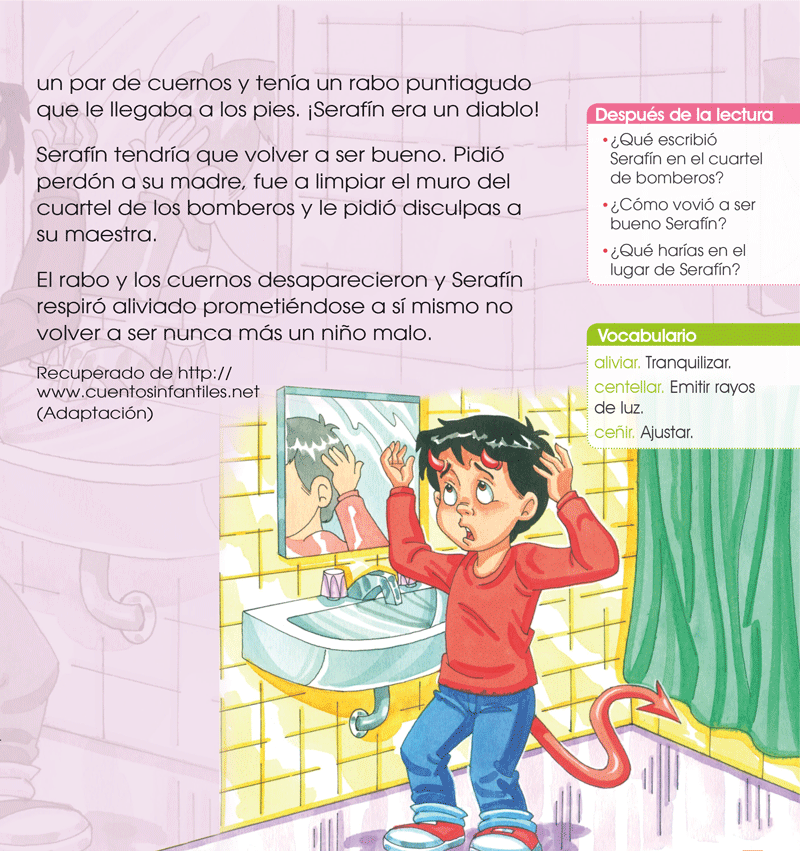 un par de cuernos y tenía un rabo puntiagudo
que le llegaba a los pies. ¡Serafín era un diablo!
Serafín tendría que volver a ser bueno. Pidió
perdón a su madre, fue a limpiar el muro del
cuartel de los bomberos y le pidió disculpas a
su maestra.
El rabo y los cuernos desaparecieron y Serafín
respiró aliviado prometiéndose a sí mismo no
volver a ser nunca más un niño malo.
Recuperado de http://
www.cuentosinfantiles.net
(Adaptación)
Después de la lectura
• ¿Qué escribió
Serafín en el cuartel
de bomberos?
• ¿Cómo vovió a ser
bueno Serafín?
• ¿Qué harías en el
lugar de Serafín?
Vocabulario
aliviar. Tranquilizar.
centellar. Emitir rayos
de luz.
ceñir. Ajustar.